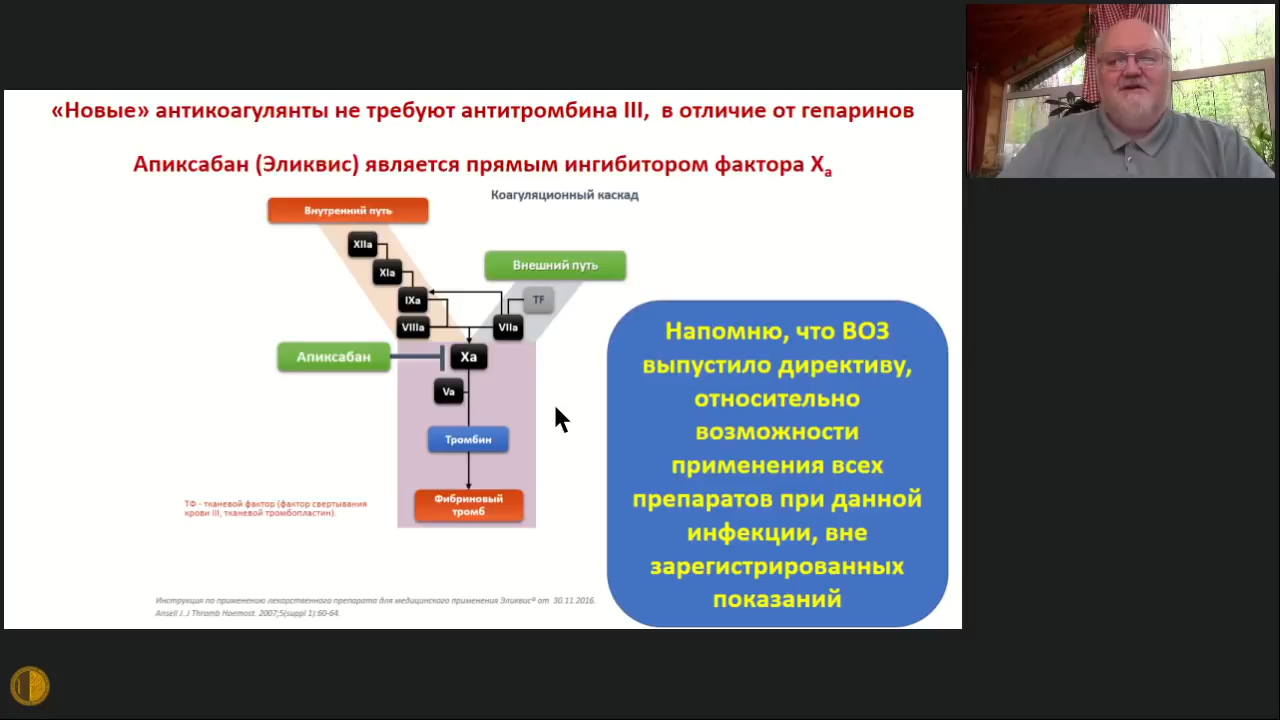 «Новые» антикоагулянты не требуют антитромбина III, в отличие от гепаринов
Апиксабан (Эликвис) является прямым ингибитором фактора Xa
Коагуляционный каскад
Внутренний путь
XIIa
XIa
Внешний путь
IXa
TF
VIIIa
VIIa
Апиксабан
Xa
Va
Тромбин
Фибриновый
тромб
ТФ - тканевой фактор (фактор свертывания
крови III, тканевой тромбопластин).
Напомню, что ВОЗ
выпустило директиву,
относительно
возможности
применения всех
препаратов при данной
инфекции, вне
зарегистрированных
показаний
Инструкция по применению лекарственного препарата для медицинского применения Эликвис® от 30.11.2016.
Ansell J. J Thromb Haemost. 2007;5(suppl 1):60-64.